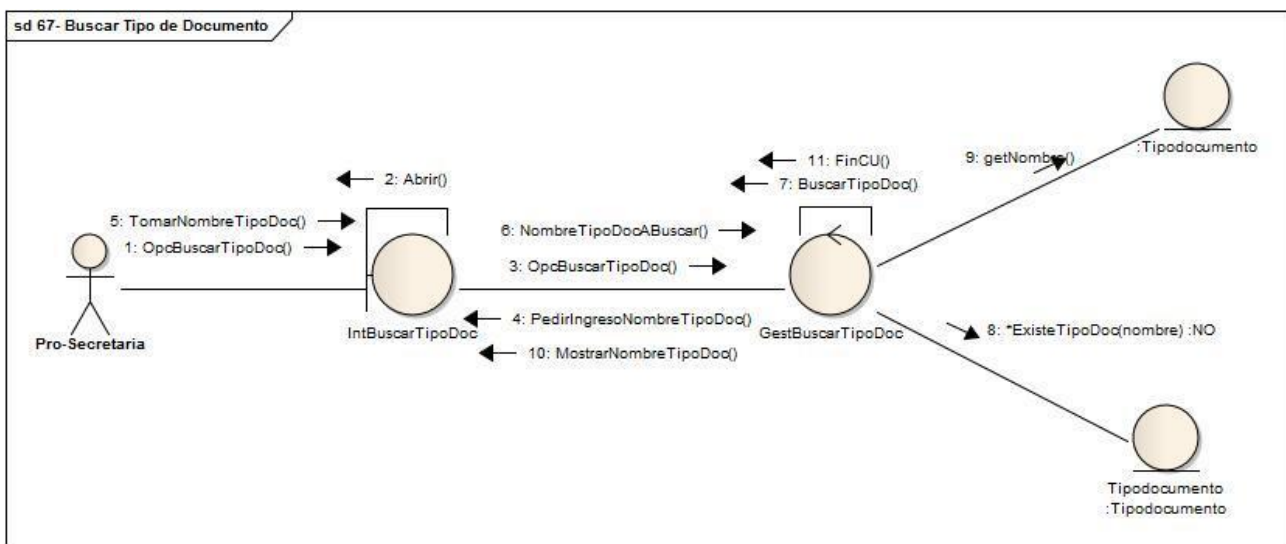 sd 67- Buscar Tipo de Documento
:Tipodocumento
11: FinCU()
9: getNombre()
2: Abrir()
7: BuscarTipoDoc()
5: TomarNombreTipoDoc()
6: NombreTipoDocABuscar()
1: OpcBuscarTipoDoc()
3: OpcBuscarTipoDoc()
4: PedirIngresoNombreTipoDoc()
8: *ExisteTipoDoc(nombre) :NO
IntBuscarTipoDoc
GestBuscarTipoDoc
Pro-Secretaria
10: MostrarNombreTipoDoc()
Tipodocumento
:Tipodocumento